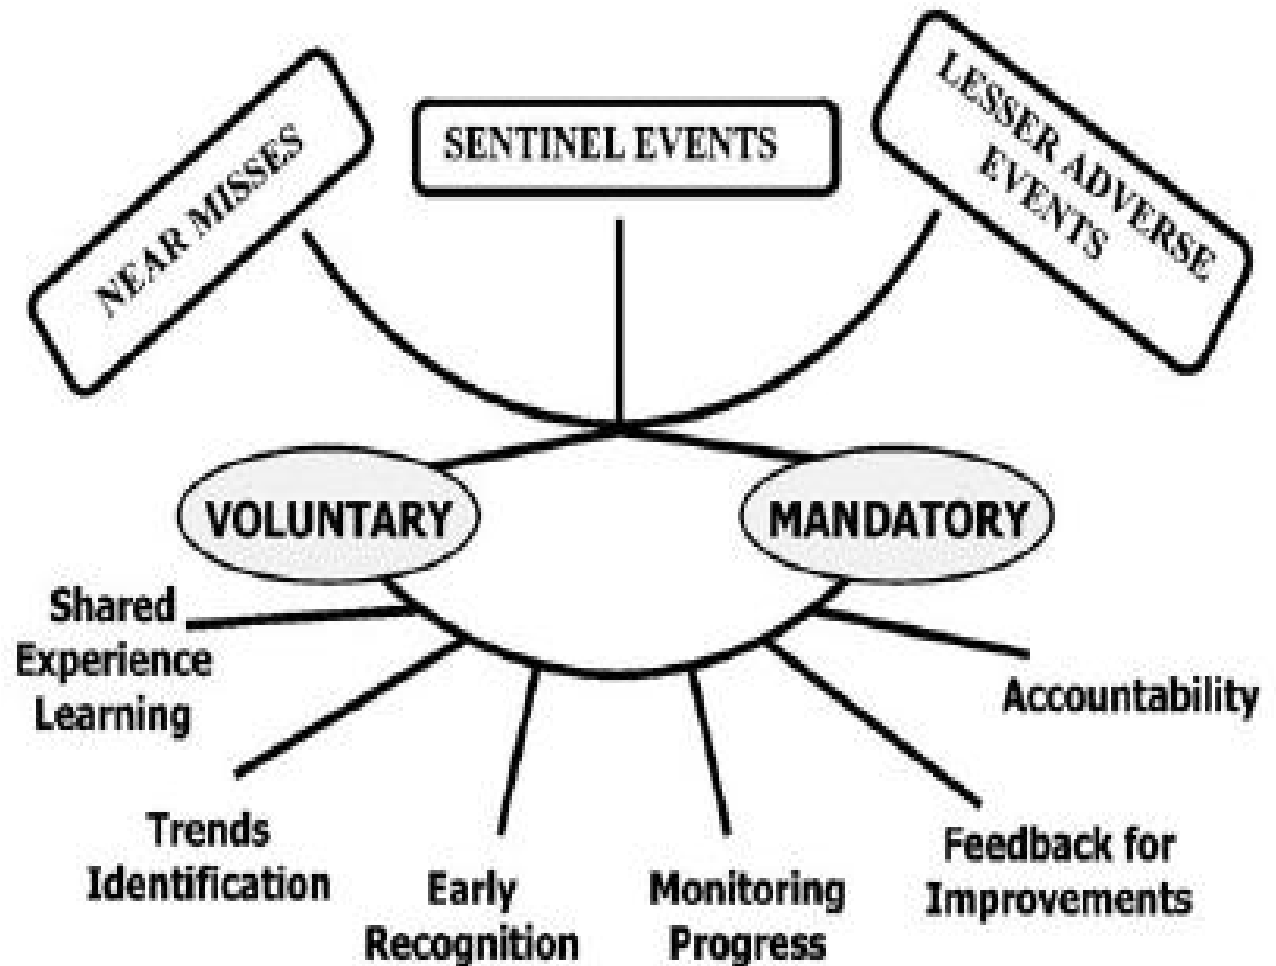 NEAR MISSES
SENTINEL EVENTS
LESSER ADVERSE
EVENTS
VOLUNTARY
MANDATORY
Shared
Experience
Learning
Trends
Identification
Early
Recognition
Monitoring
Progress
Feedback for
Improvements
Accountability